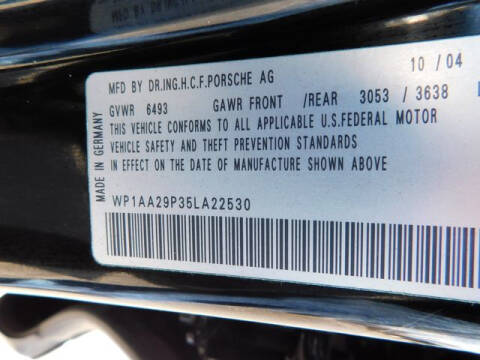 10 / 04
MFD BY DR.ING.H.C.F.PORSCHE AG
GVWR 6493 GAWR FRONT /REAR 3053 / 3638
THIS VEHICLE CONFORMS TO ALL APPLICABLE U.S.FEDERAL MOTOR
VEHICLE SAFETY AND THEFT PREVENTION STANDARDS
IN EFFECT ON THE DATE OF MANUFACTURE SHOWN ABOVE
WP1AA29P35LA22530
MADE IN GERMANY